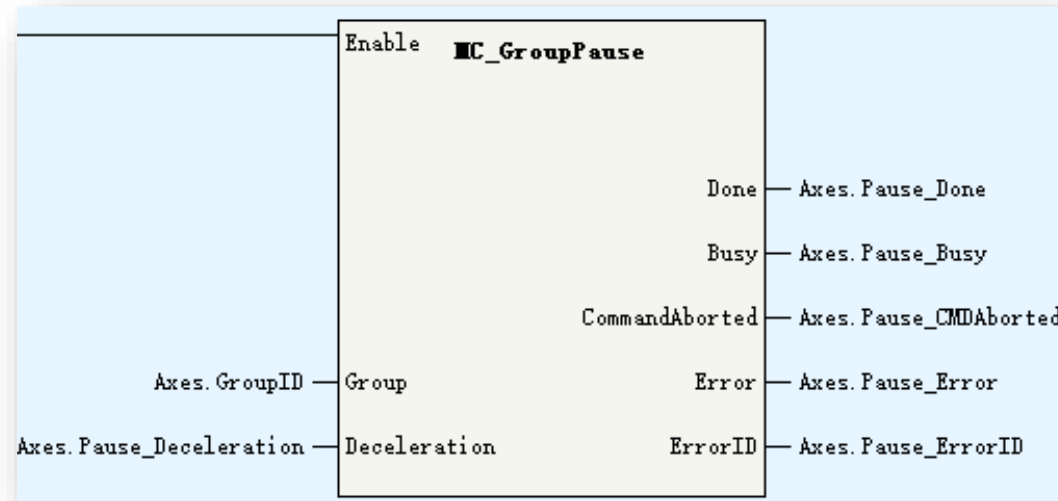 Enable MC_GroupPause
Done Axes.Pause_Done
Busy Axes.Pause_Busy
CommandAborted Axes.Pause_CMDAborted
Axes.GroupID Group Error Axes.Pause_Error
Axes.Pause_Deceleration Deceleration ErrorID Axes.Pause_ErrorID